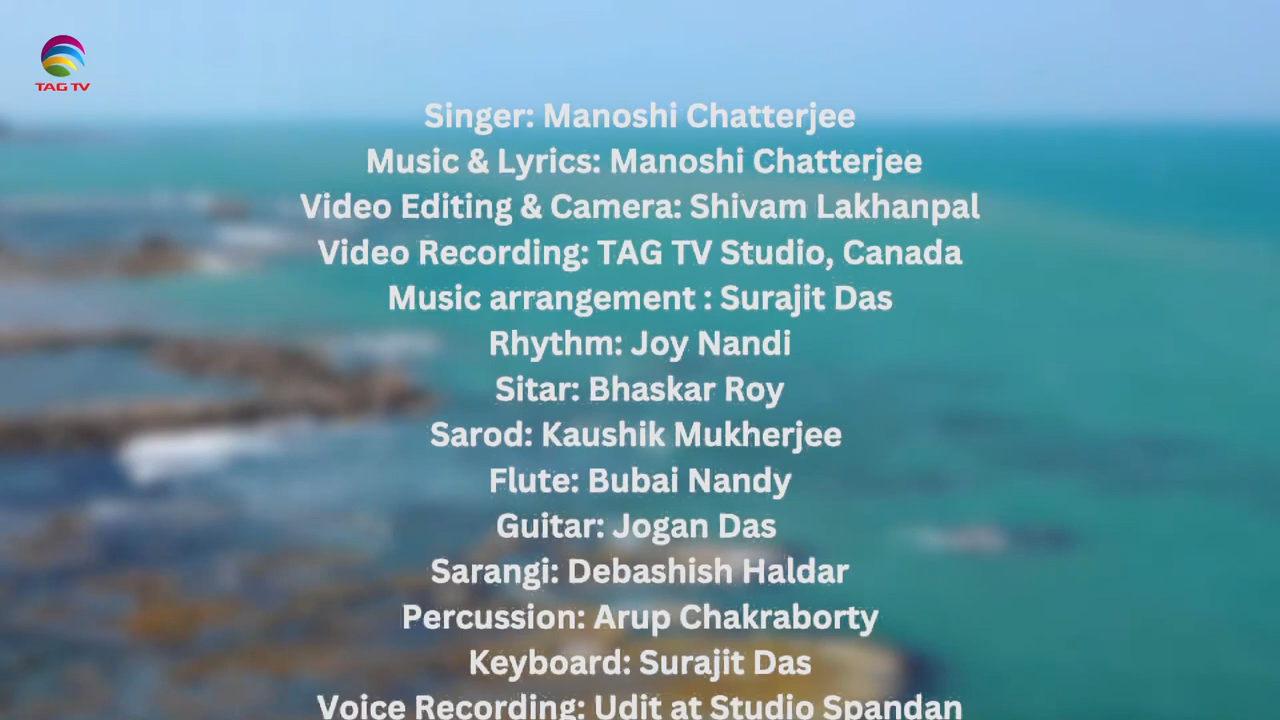 TAG TV
Singer: Manoshi Chatterjee
Music & Lyrics: Manoshi Chatterjee
Video Editing & Camera: Shivam Lakhanpal
Video Recording: TAG TV Studio, Canada
Music arrangement : Surajit Das
Rhythm: Joy Nandi
Sitar: Bhaskar Roy
Sarod: Kaushik Mukherjee
Flute: Bubai Nandy
Guitar: Jogan Das
Sarangi: Debashish Haldar
Percussion: Arup Chakraborty
Keyboard: Surajit Das
Voice Recording: Udit at Studio Spandan